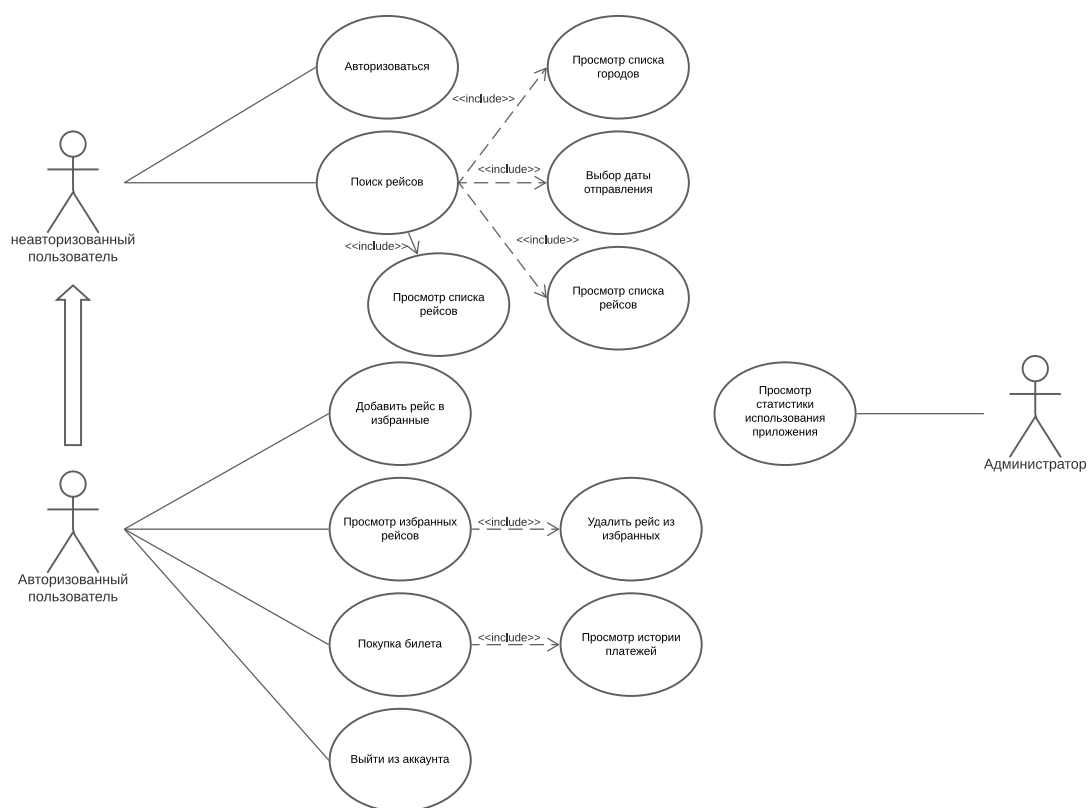 Авторизоваться
Просмотр списка
городов
<<include>>
Поиск рейсов
<<include>>
Выбор даты
отправления
неавторизованный
пользователь
<<include>>
<<include>>
Просмотр списка
рейсов
Просмотр списка
рейсов
Добавить рейс в
избранные
Просмотр
статистики
использования
приложения
Администратор
Авторизованный
пользователь
Просмотр избранных
рейсов
<<include>>
Удалить рейс из
избранных
Покупка билета
<<include>>
Просмотр истории
платежей
Выйти из аккаунта